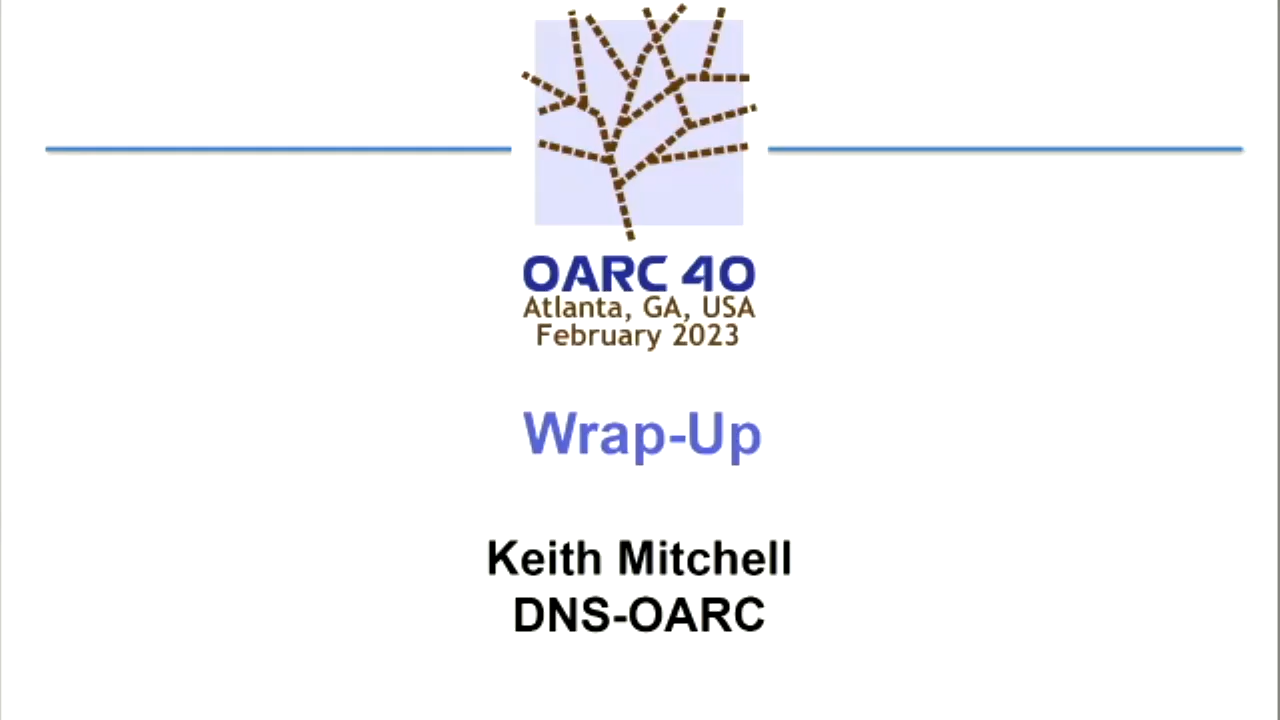 OARC 40
Atlanta, GA, USA
February 2023
Wrap-Up
Keith Mitchell
DNS-OARC